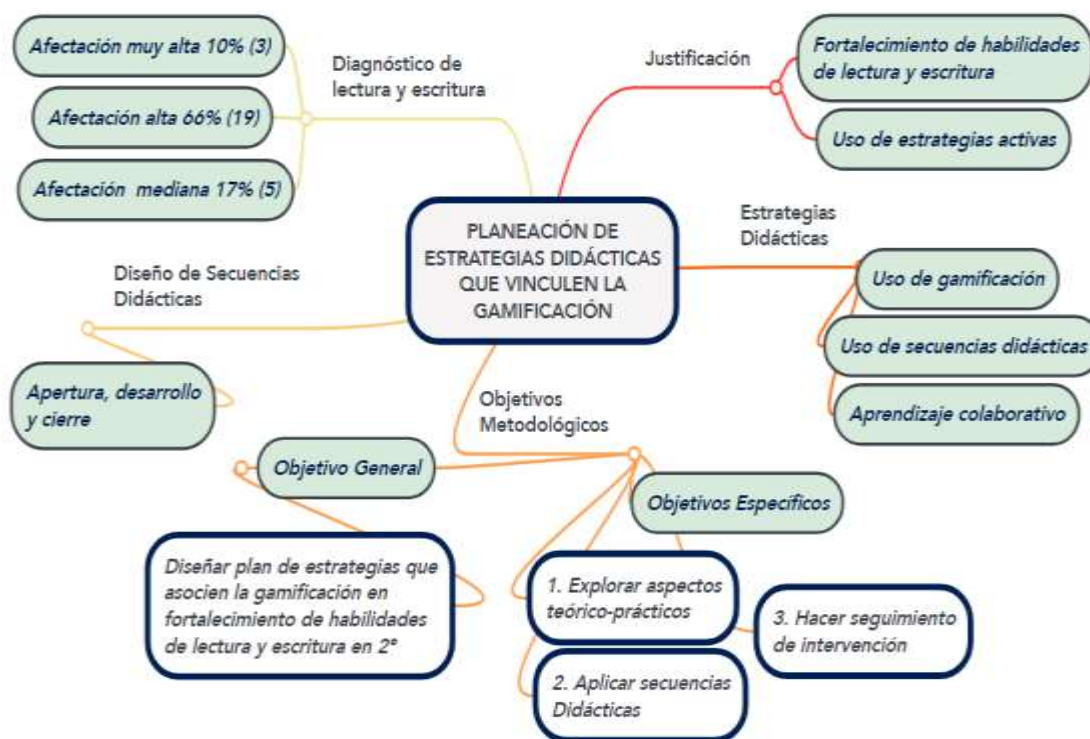 Afectación muy alta 10% (3)
Afectación alta 66% (19)
Afectación mediana 17% (5)
Diagnóstico de
lectura y escritura
Justificación
Fortalecimiento de habilidades
de lectura y escritura
Uso de estrategias activas
PLANEACIÓN DE
ESTRATEGIAS DIDÁCTICAS
QUE VINCULEN LA
GAMIFICACIÓN
Estrategias
Didácticas
Uso de gamificación
Uso de secuencias didácticas
Aprendizaje colaborativo
Diseño de Secuencias
Didácticas
Apertura, desarrollo
y cierre
Objetivos
Metodológicos
Objetivo General
Diseñar plan de estrategias que
asocien la gamificación en
fortalecimiento de habilidades
de lectura y escritura en 2°
Objetivos Específicos
1. Explorar aspectos
teórico-prácticos
2. Aplicar secuencias
Didácticas
3. Hacer seguimiento
de intervención